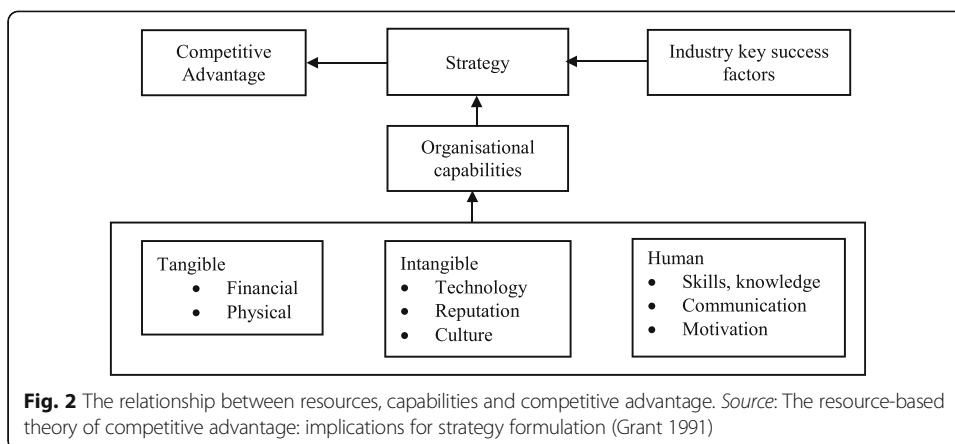 Competitive
Advantage
Strategy
Industry key success
factors
Organisational
capabilities
Tangible
• Financial
• Physical
Intangible
• Technology
• Reputation
• Culture
Human
• Skills, knowledge
• Communication
• Motivation
Fig. 2 The relationship between resources, capabilities and competitive advantage. Source: The resource-based
theory of competitive advantage: implications for strategy formulation (Grant 1991)